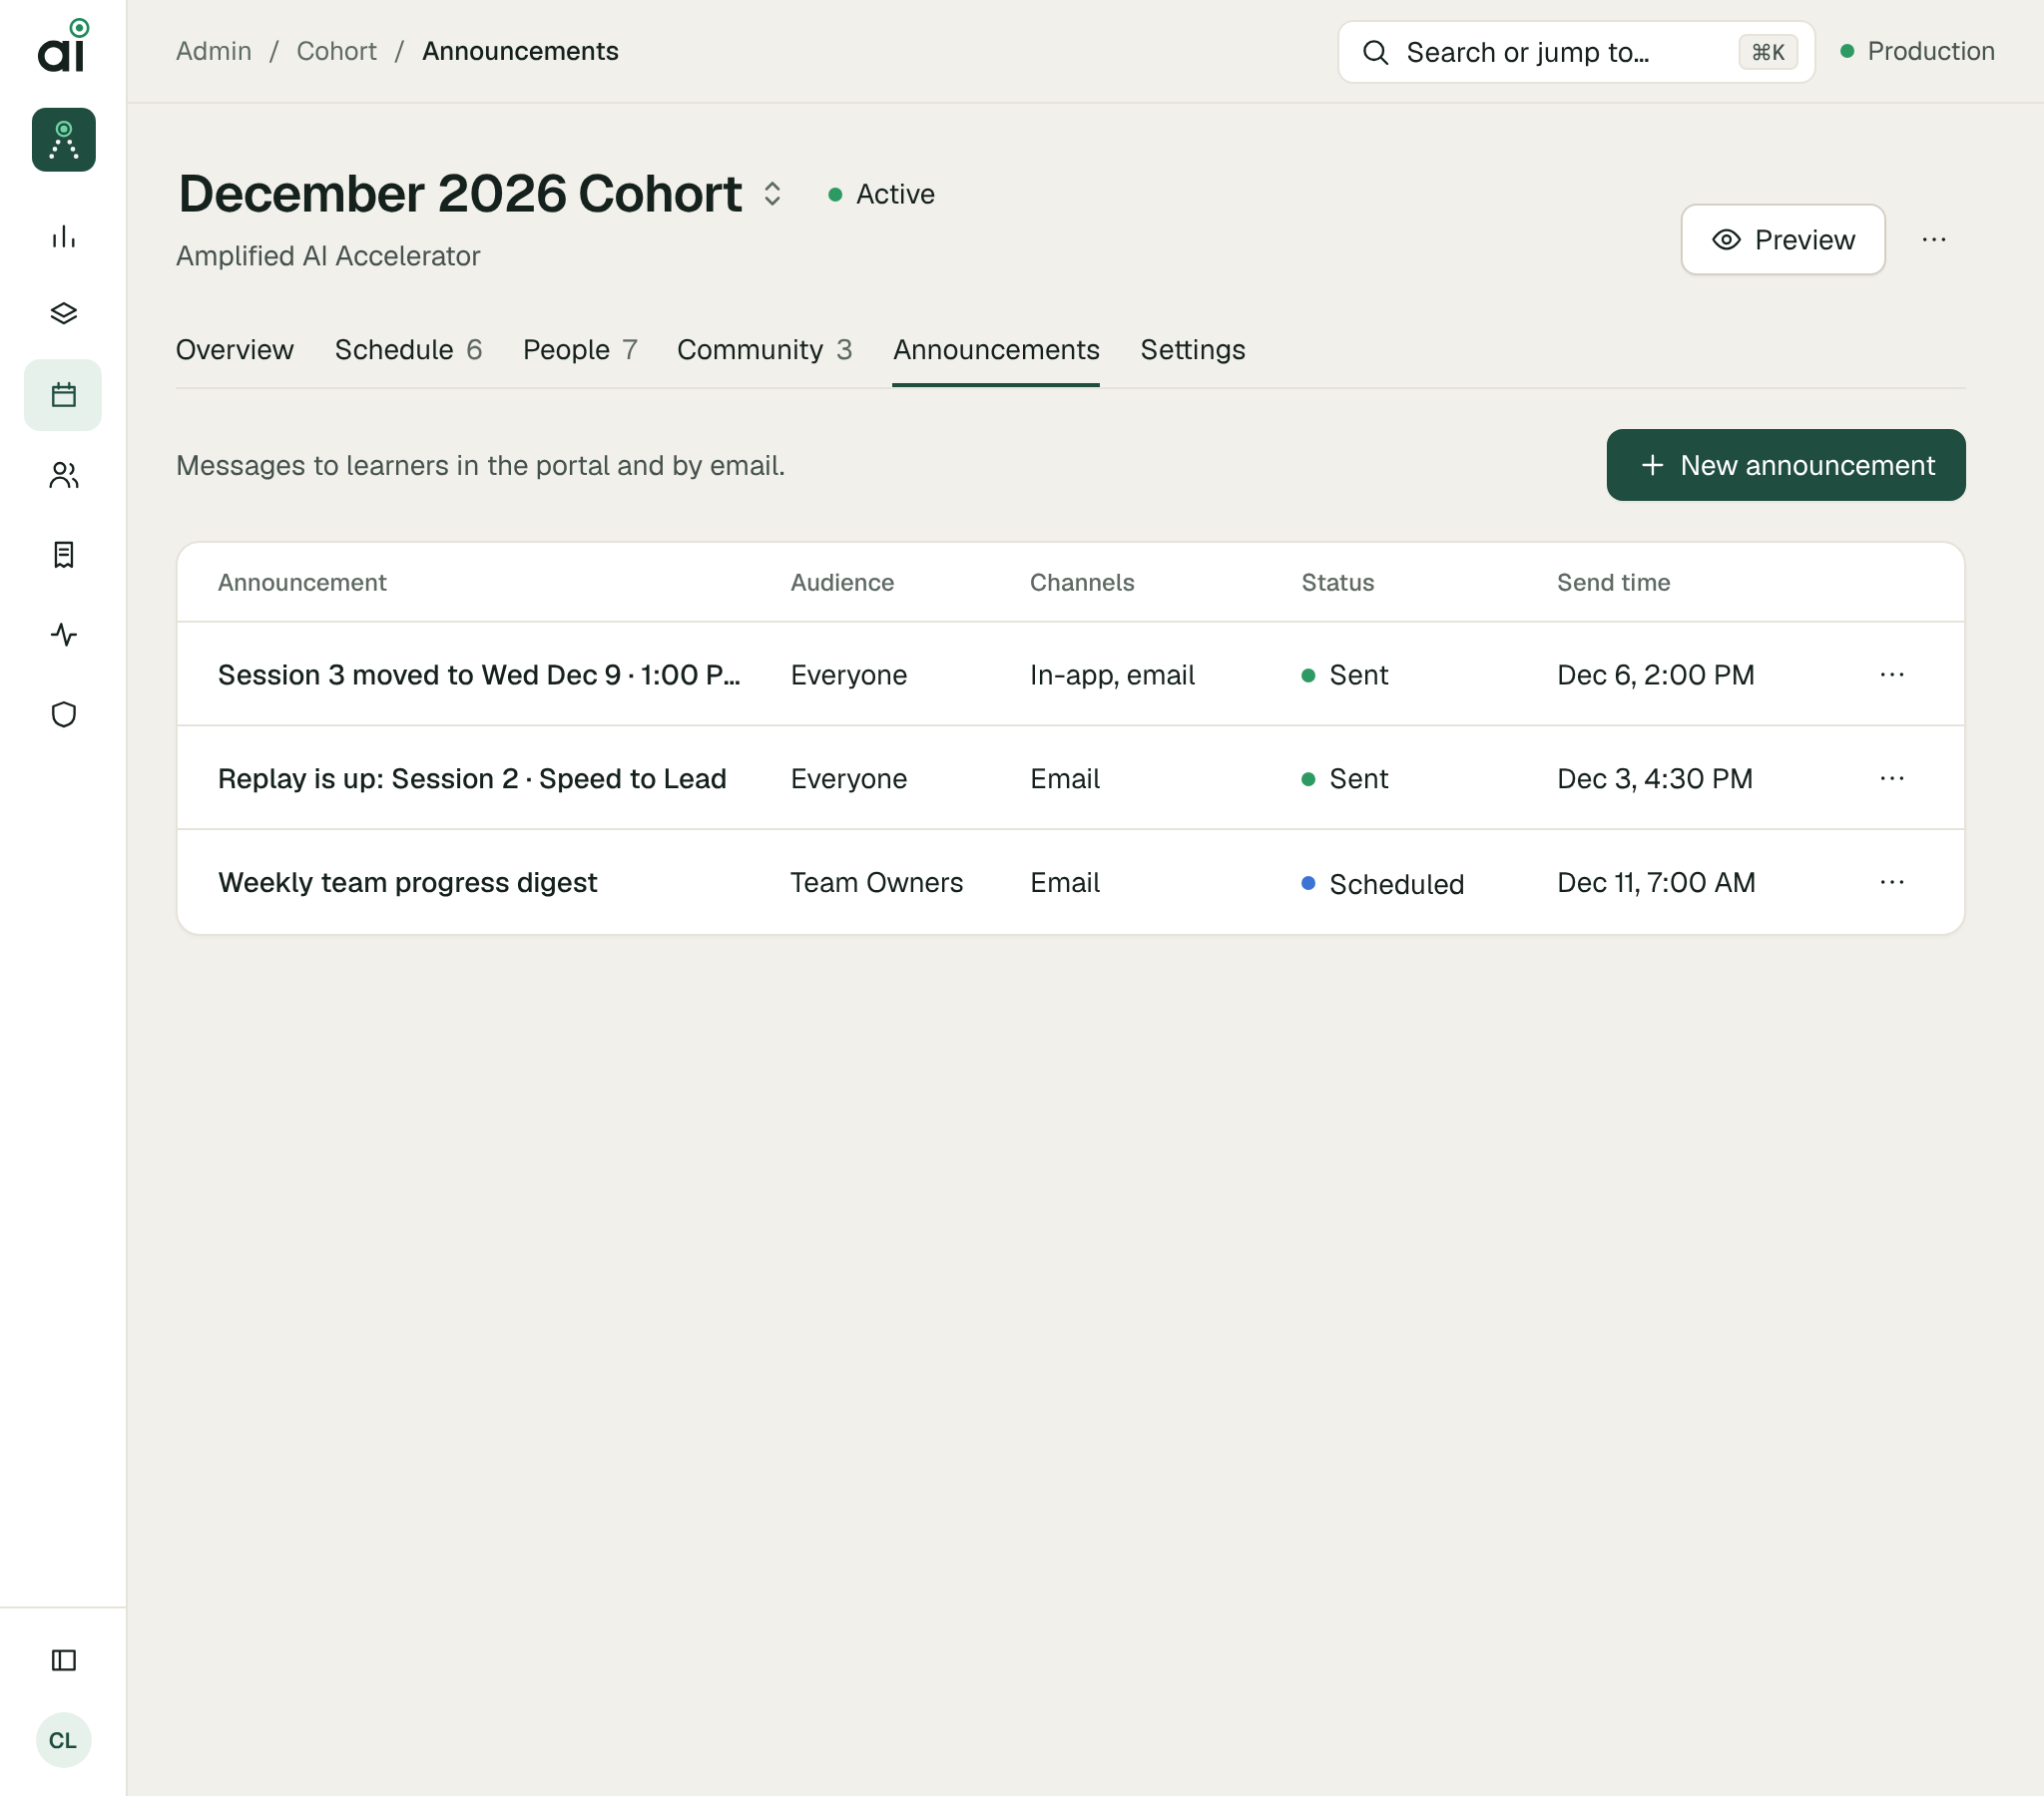 ai
Admin / Cohort / Announcements
Search or jump to... ⌘K
Production
December 2026 Cohort
Active
Amplified AI Accelerator
Preview
Overview Schedule 6 People 7 Community 3 Announcements Settings
Messages to learners in the portal and by email.
+ New announcement
Announcement Audience Channels Status Send time
Session 3 moved to Wed Dec 9 · 1:00 P... Everyone In-app, email Sent Dec 6, 2:00 PM
Replay is up: Session 2 · Speed to Lead Everyone Email Sent Dec 3, 4:30 PM
Weekly team progress digest Team Owners Email Scheduled Dec 11, 7:00 AM
CL